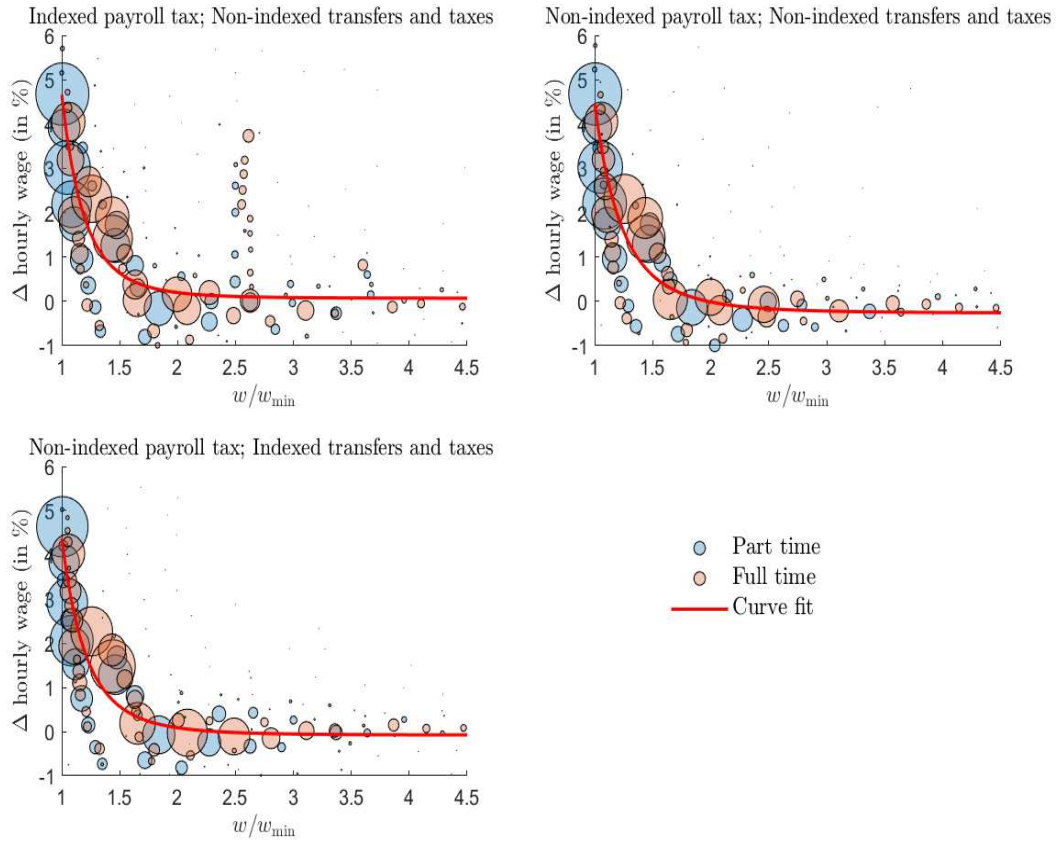 Indexed payroll tax; Non-indexed transfers and taxes
6
5
4
3
2
1
0
-1
Δ hourly wage (in %)
1 1.5 2 2.5 3 3.5 4 4.5
w/w_min
Non-indexed payroll tax; Non-indexed transfers and taxes
6
5
4
3
2
1
0
-1
Δ hourly wage (in %)
1 1.5 2 2.5 3 3.5 4 4.5
w/w_min
Non-indexed payroll tax; Indexed transfers and taxes
6
5
4
3
2
1
0
-1
Δ hourly wage (in %)
1 1.5 2 2.5 3 3.5 4 4.5
w/w_min
Part time
Full time
Curve fit